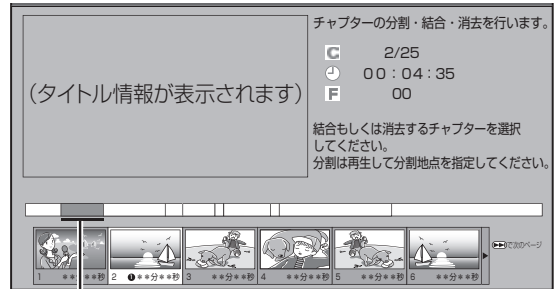 チャプターの分割・結合・消去を行います。
C 2/25
00:04:35
F 00
(タイトル情報が表示されます)
結合もしくは消去するチャプターを選択
してください。
分割は再生して分割地点を指定してください。
1 **分**秒 2 ❶**分**秒 3 **分**秒 4 **分**秒 5 **分**秒 6 **分**秒
▶▶で次のページ